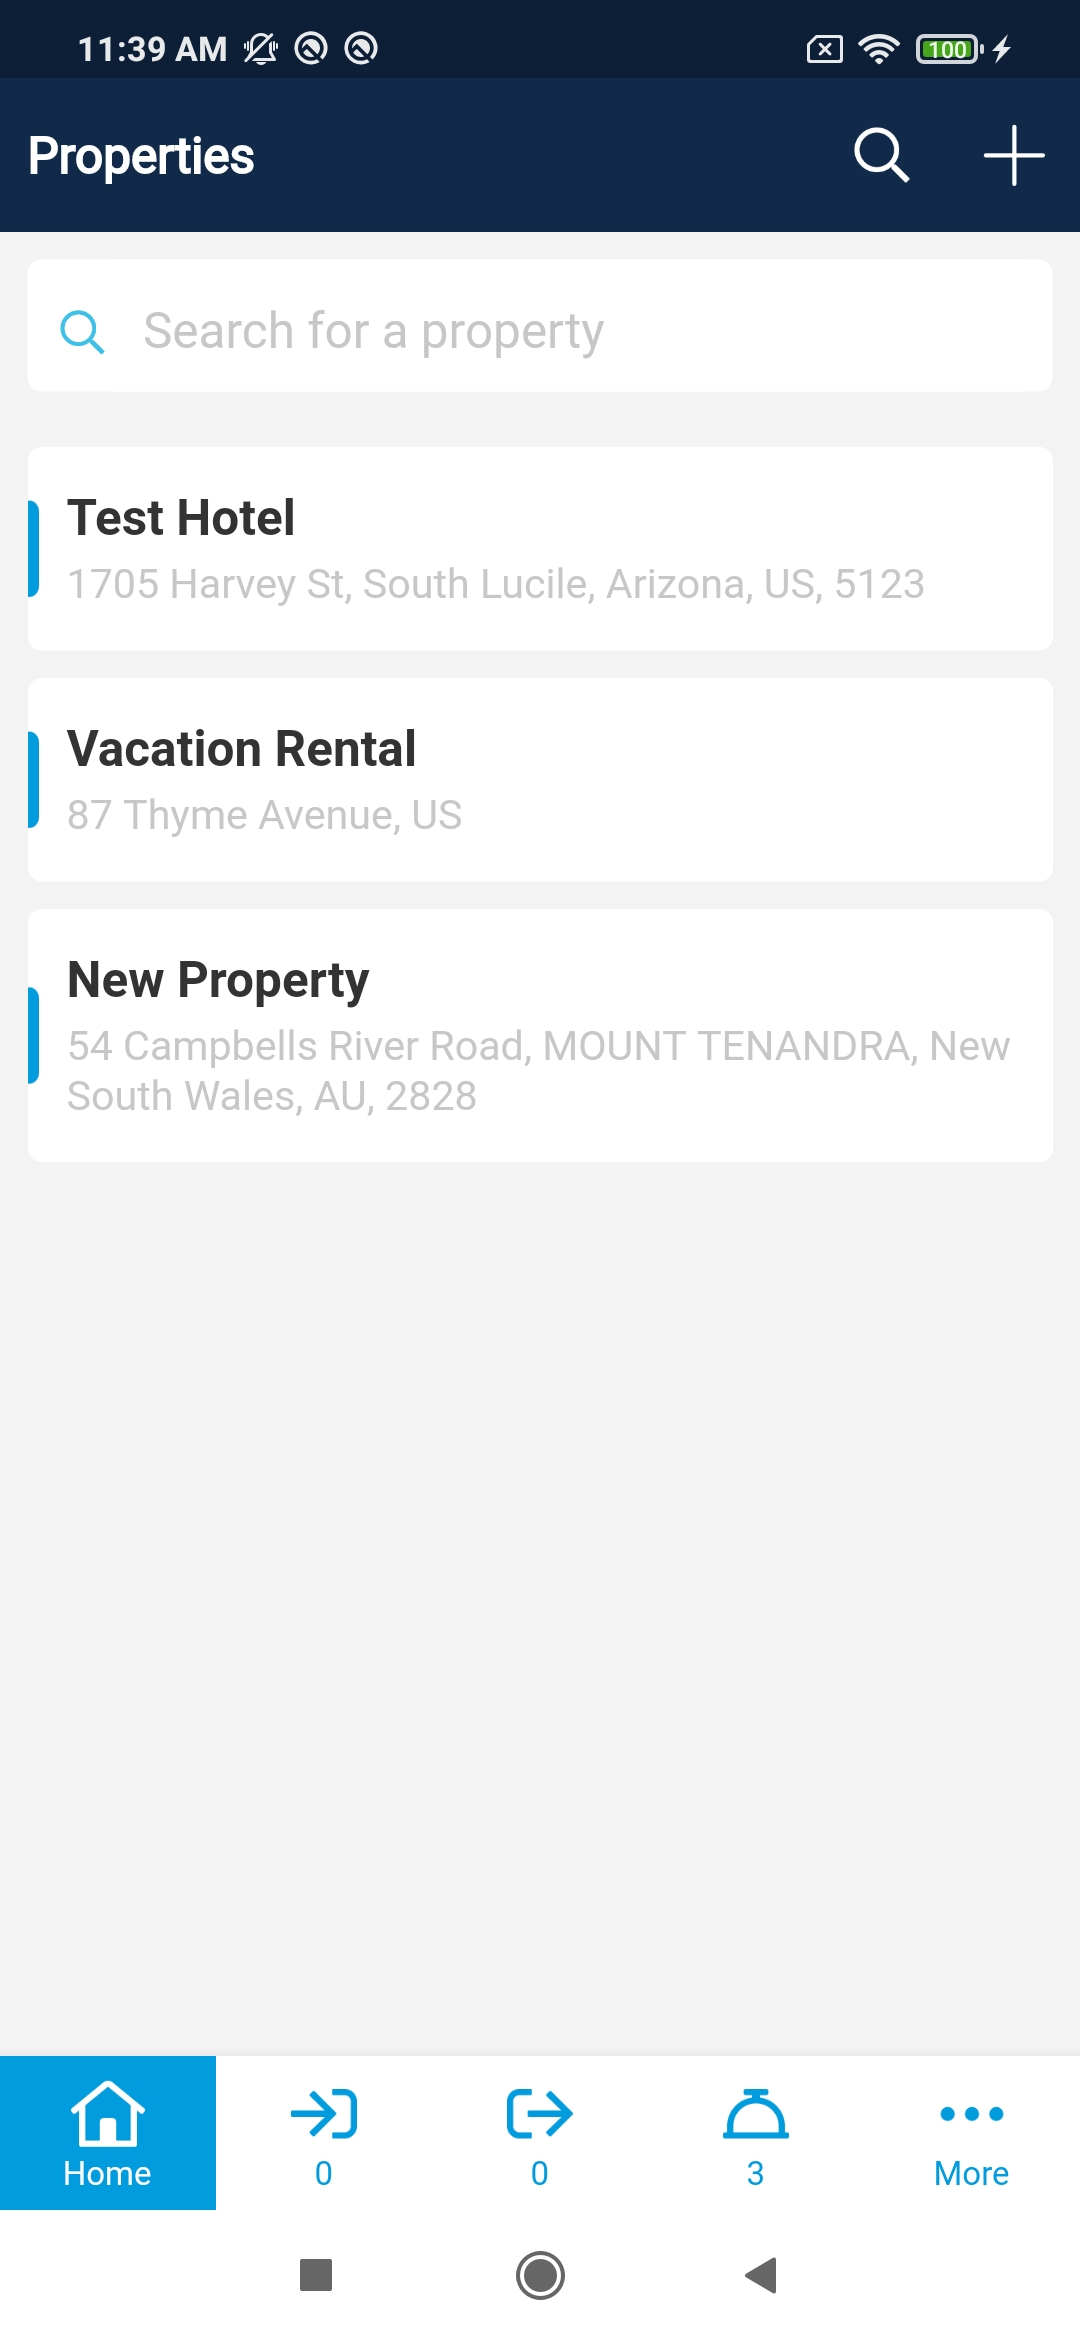 11:39 AM
100
Properties
Search for a property
Test Hotel
1705 Harvey St, South Lucile, Arizona, US, 5123
Vacation Rental
87 Thyme Avenue, US
New Property
54 Campbells River Road, MOUNT TENANDRA, New
South Wales, AU, 2828
Home
0
0
3
More